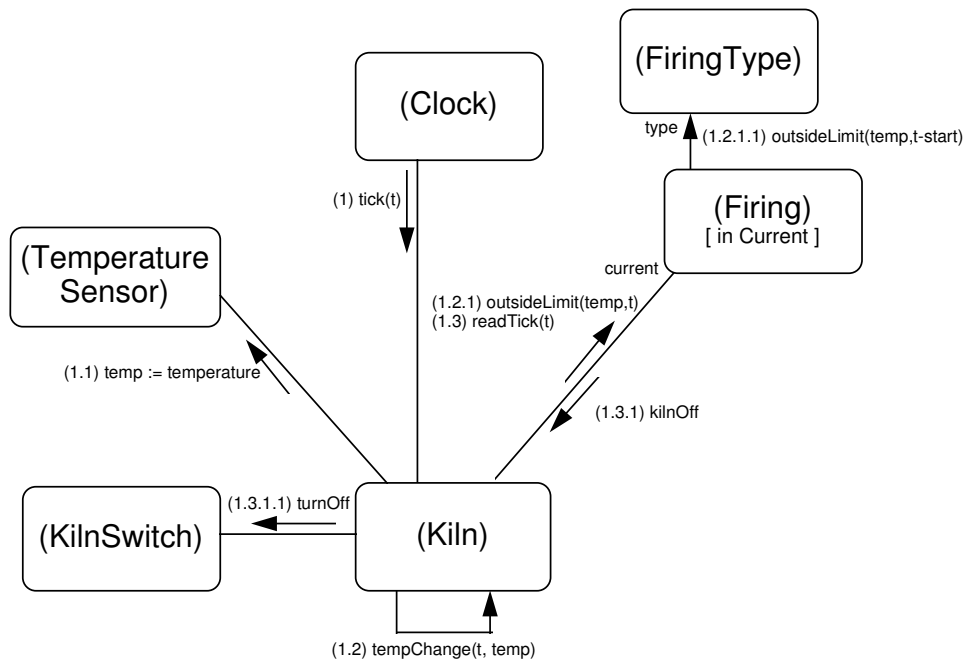 (FiringType)
(Clock)
type
(1.2.1.1) outsideLimit(temp,t-start)
(1) tick(t)
(Firing)
[ in Current ]
(Temperature
Sensor)
current
(1.2.1) outsideLimit(temp,t)
(1.3) readTick(t)
(1.1) temp := temperature
(1.3.1) kilnOff
(1.3.1.1) turnOff
(KilnSwitch)
(Kiln)
(1.2) tempChange(t, temp)